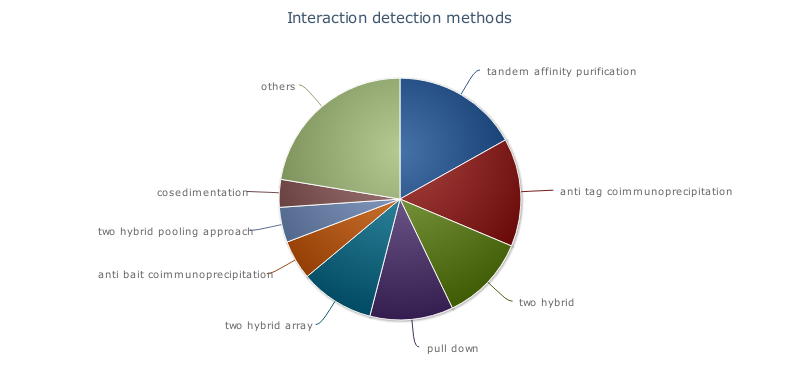 Interaction detection methods
tandem affinity purification
others
anti tag coimmunoprecipitation
cosedimentation
two hybrid pooling approach
anti bait coimmunoprecipitation
two hybrid
two hybrid array
pull down